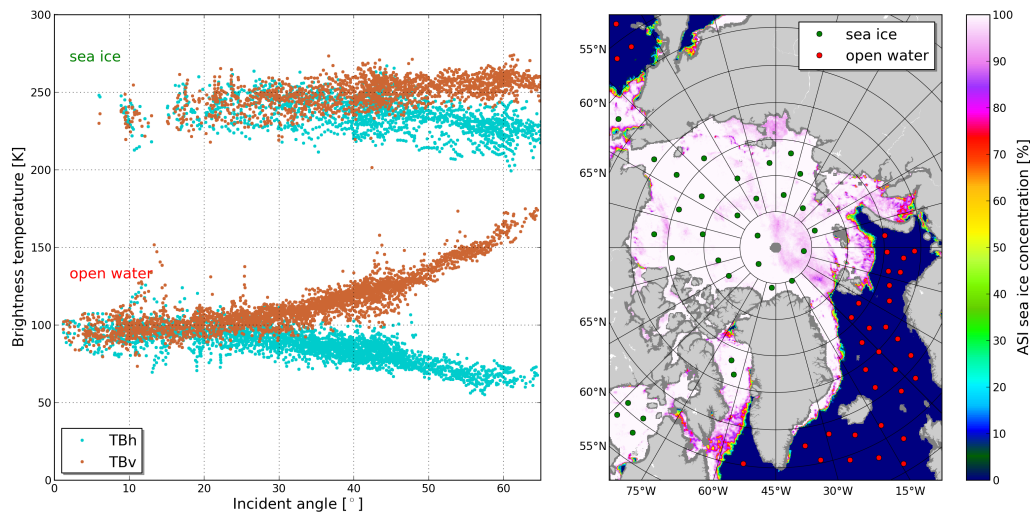 300
250
200
150
100
50
0
Brightness temperature [K]
sea ice
open water
TBh
TBv
0 10 20 30 40 50 60
Incident angle [°]
sea ice
open water
55°N
60°N
65°N
65°N
65°N
60°N
55°N
75°W 60°W 45°W 30°W 15°W
100
90
80
70
60
50
40
30
20
10
0
ASI sea ice concentration [%]